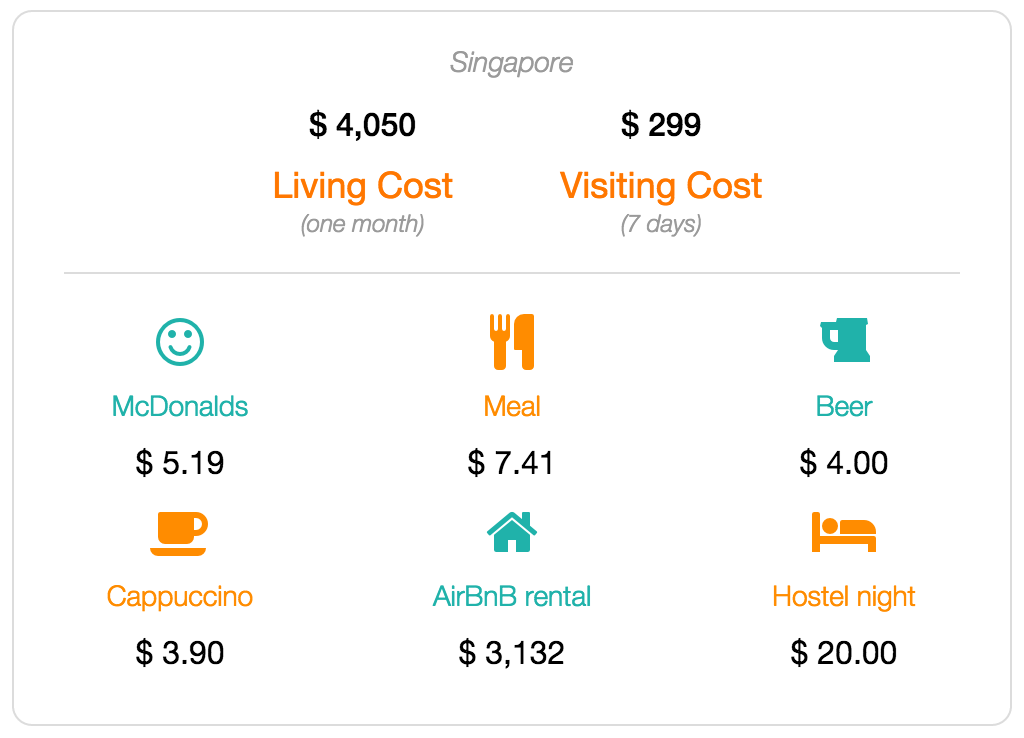 Singapore
$ 4,050 $ 299
Living Cost Visiting Cost
(one month) (7 days)
McDonalds Meal Beer
$ 5.19 $ 7.41 $ 4.00
Cappuccino AirBnB rental Hostel night
$ 3.90 $ 3,132 $ 20.00